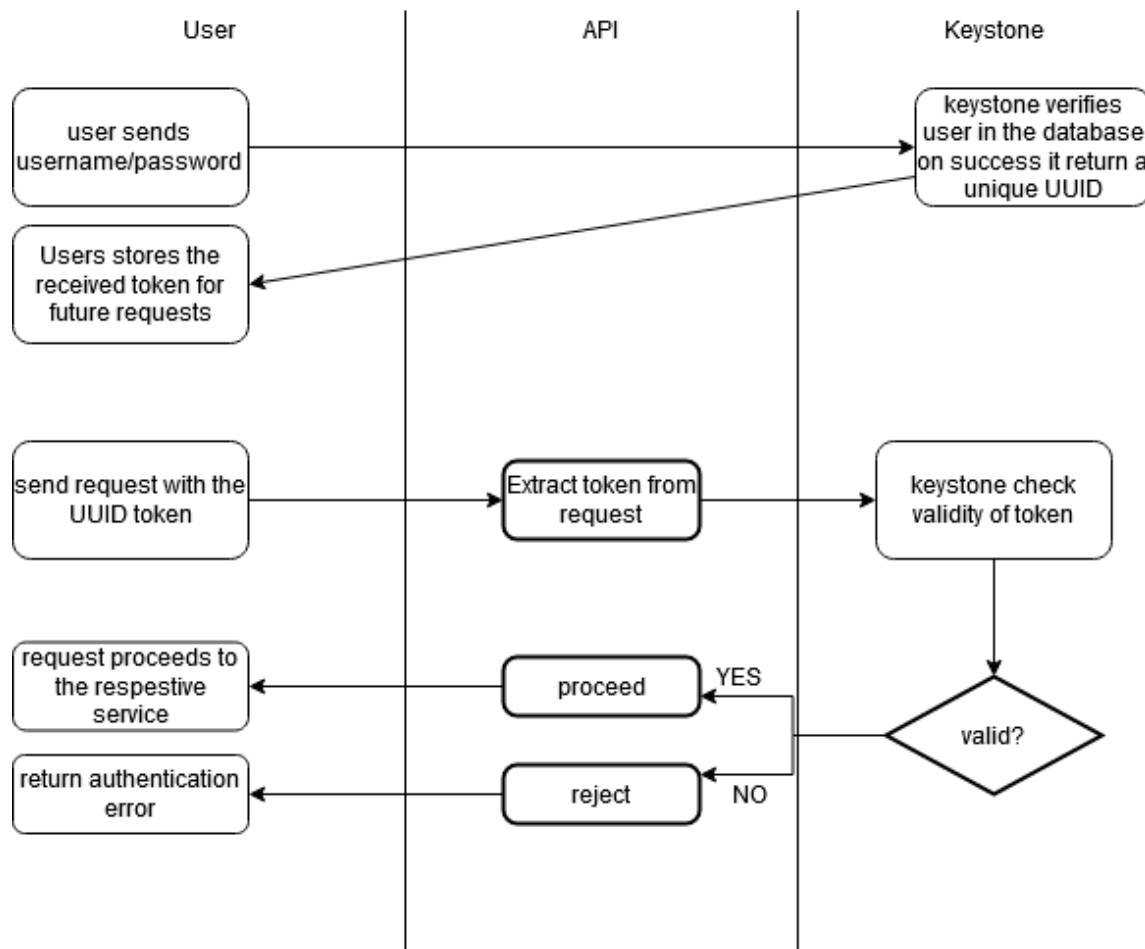 User
API
Keystone
user sends
username/password
keystone verifies
user in the database
on success it return a
unique UUID
Users stores the
received token for
future requests
send request with the
UUID token
Extract token from
request
keystone check
validity of token
request proceeds to
the respestive
service
proceed
YES
valid?
return authentication
error
reject
NO